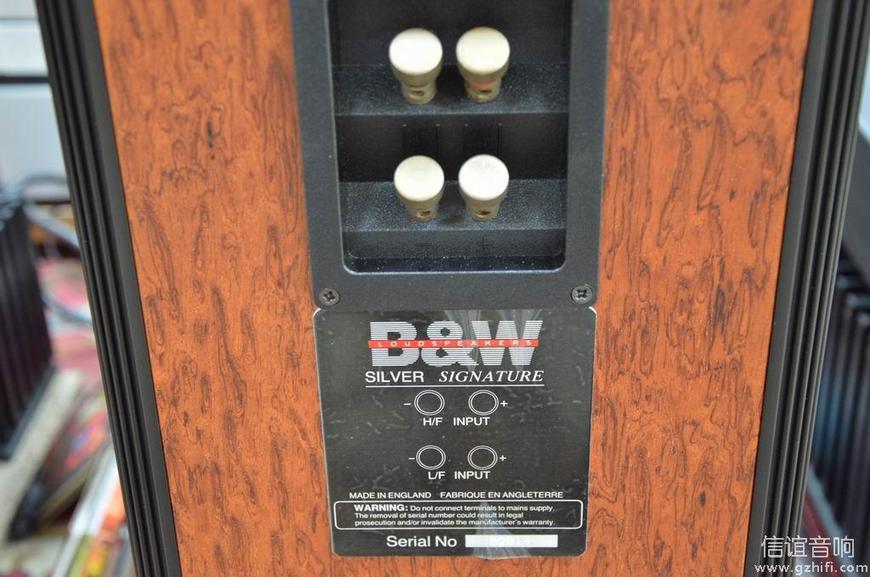 B&W
LOUDSPEAKERS
SILVER SIGNATURE
- +
H/F INPUT
- +
L/F INPUT
MADE IN ENGLAND FABRIQUE EN ANGLETERRE
WARNING: Do not connect terminals to mains supply.
The removal of serial number could result in legal
prosecution and/or invalidate the manufacturer's warranty.
Serial No
信谊音响
www.gzhifi.com